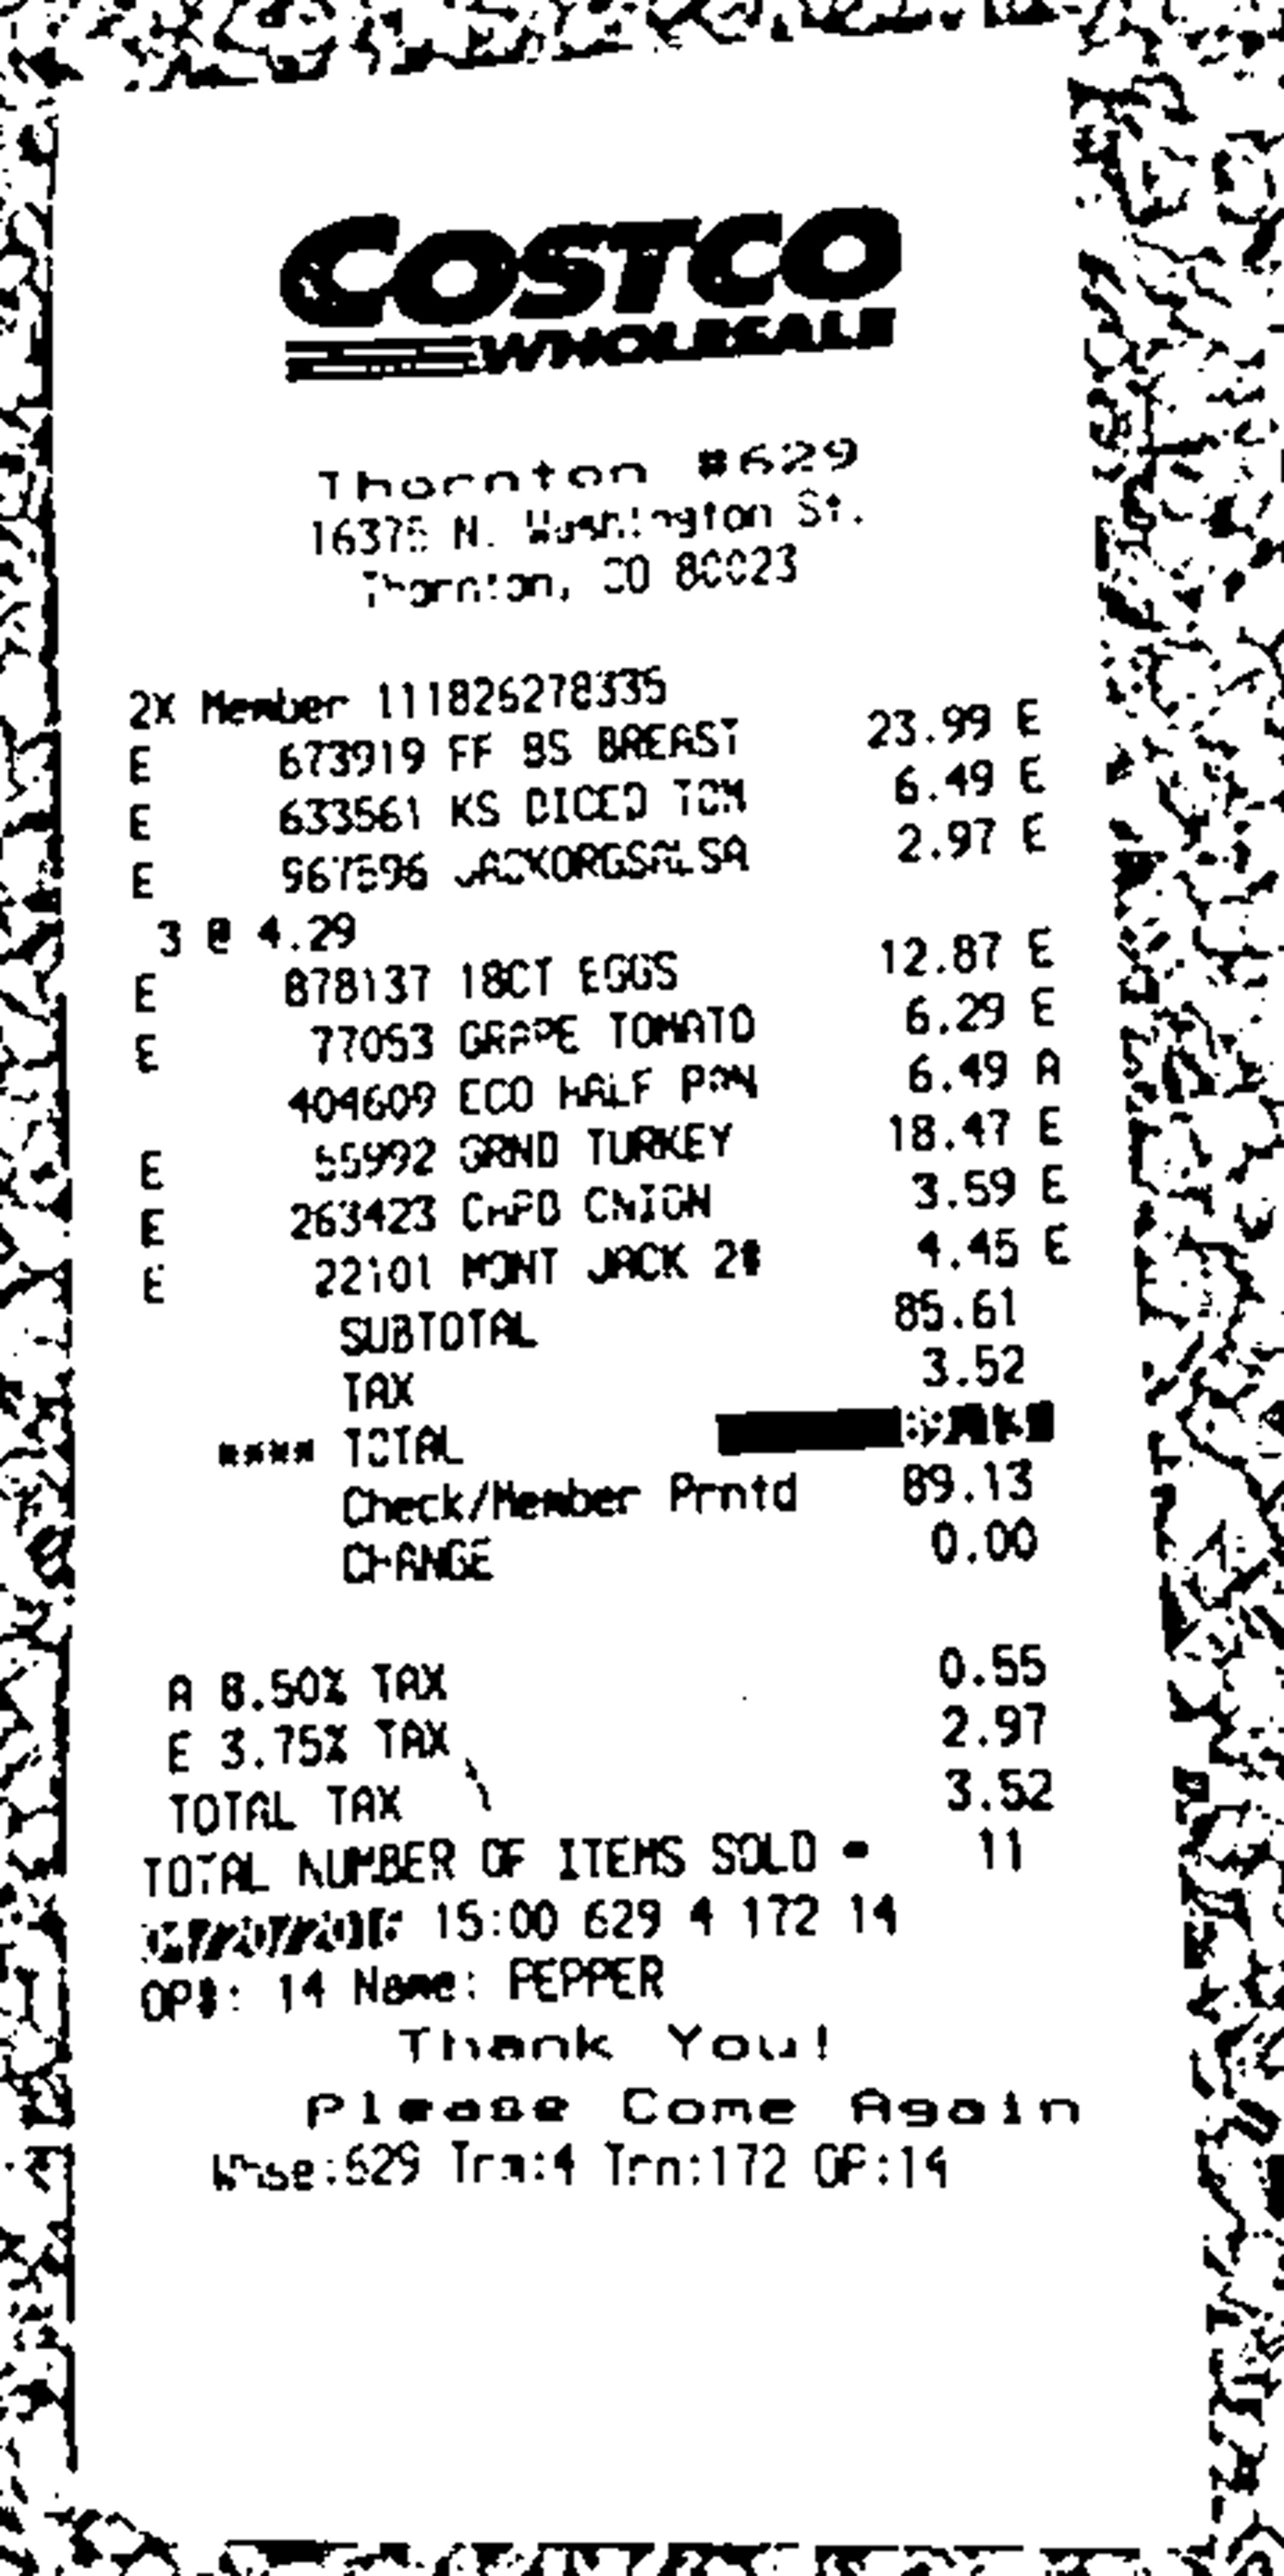 COSTCO
WHOLESALE
Thornton #629
16375 N. Washington St.
Thornton, CO 80023
2X Member 111826278335
E 673919 FF BS BREAST 23.99 E
E 633561 KS DICED TOM 6.49 E
E 967596 JACKORGSALSA 2.97 E
3 @ 4.29
E 878137 18CT EGGS 12.87 E
E 77053 GRAPE TOMATO 6.29 E
404609 ECO HALF PAN 6.49 A
E 55992 GRND TURKEY 18.47 E
E 263423 CHPD ONION 3.59 E
E 22101 MONT JACK 2# 4.45 E
SUBTOTAL 85.61
TAX 3.52
**** TOTAL
Check/Member Prntd 89.13
CHANGE 0.00
A 8.50% TAX 0.55
E 3.75% TAX 2.97
TOTAL TAX 3.52
TOTAL NUMBER OF ITEMS SOLD = 11
15:00 629 4 172 14
OP#: 14 Name: PEPPER
Thank You!
Please Come Again
Whse:629 Trm:4 Trn:172 OP:14